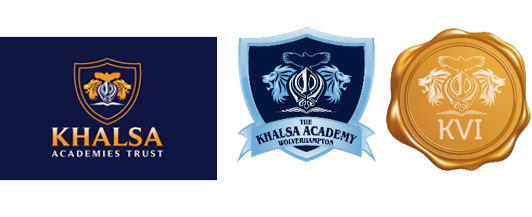 KHALSA
ACADEMIES TRUST
THE
KHALSA ACADEMY
WOLVERHAMPTON
KVI